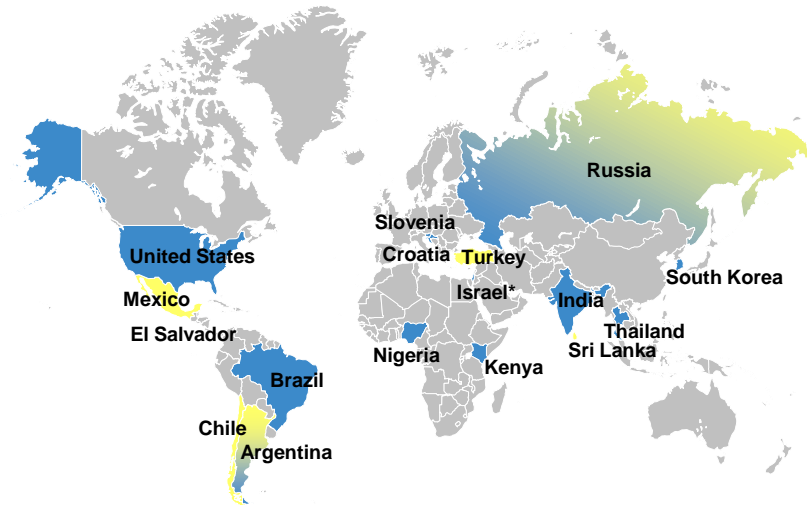 Russia
Slovenia
United States
Croatia
Turkey
South Korea
Mexico
Israel*
India
El Salvador
Thailand
Nigeria
Sri Lanka
Kenya
Brazil
Chile
Argentina